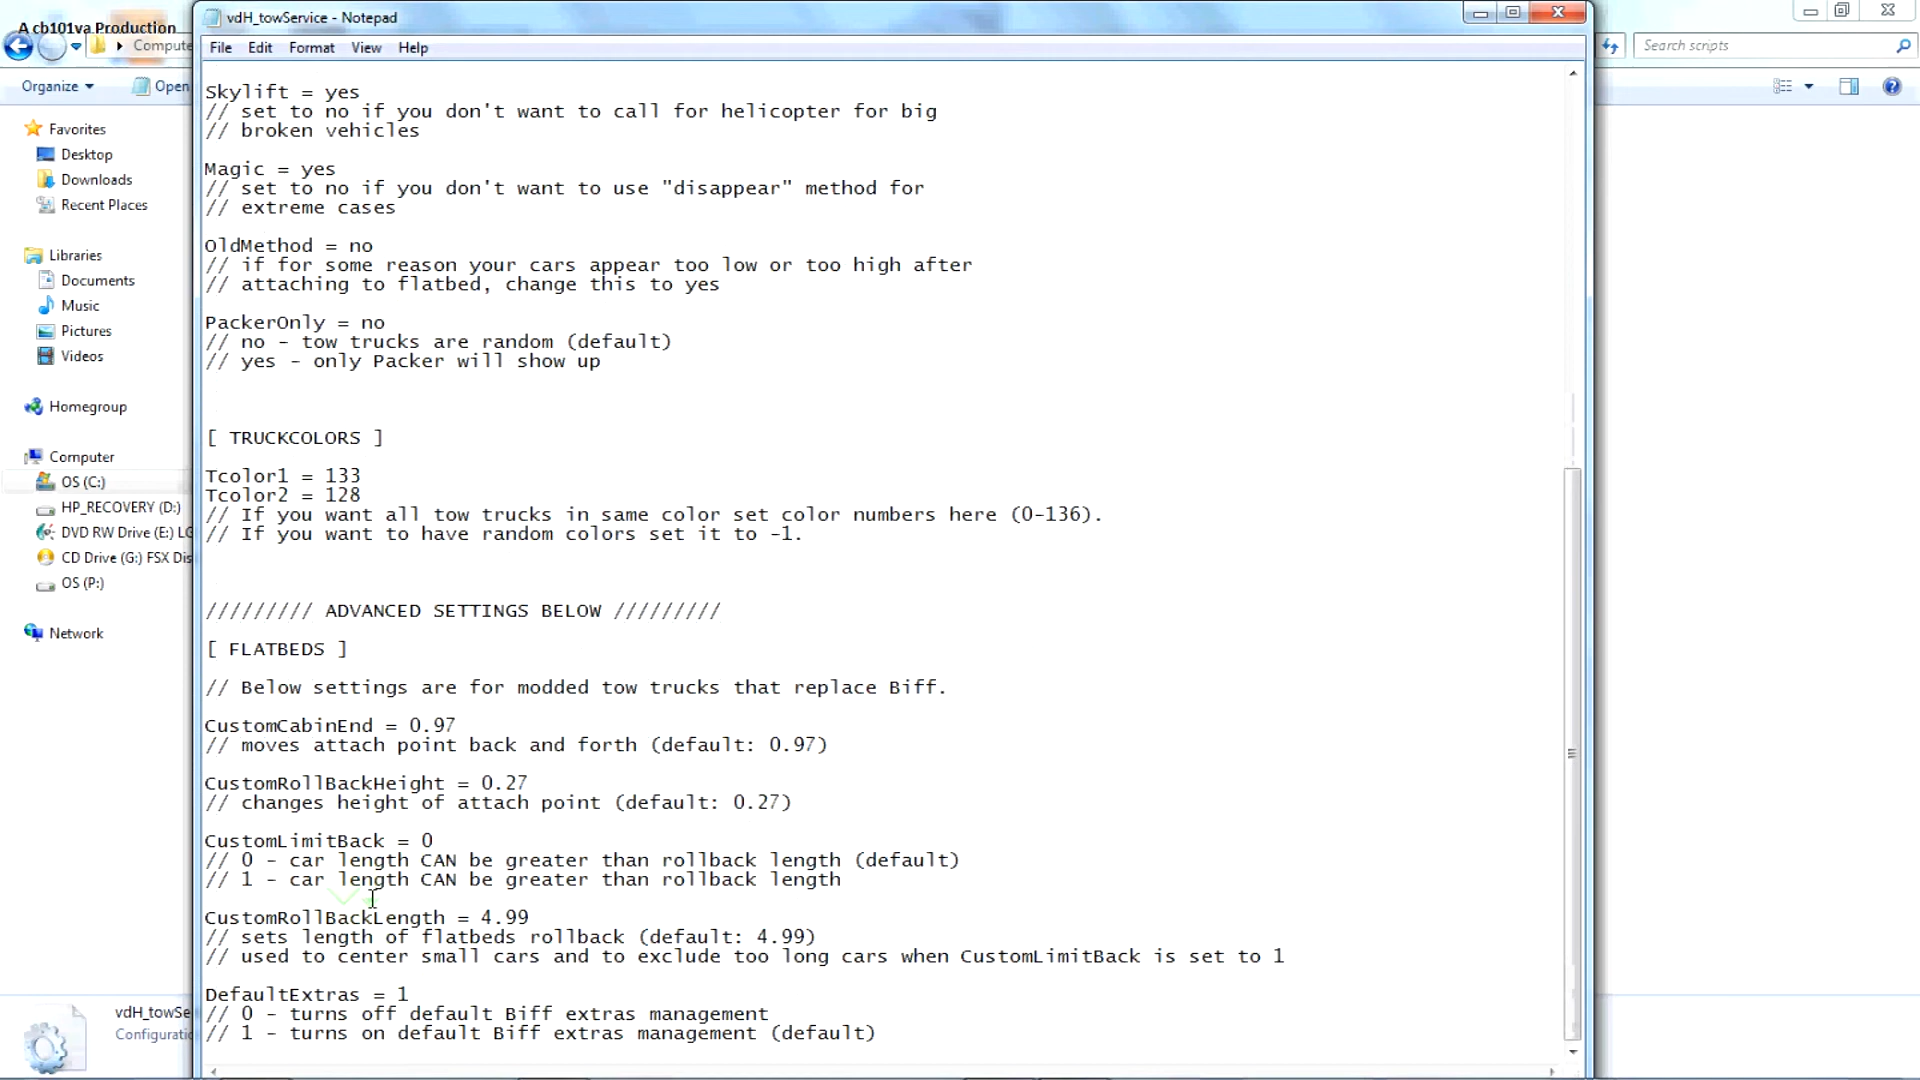 A cb101va Production
vdH_towService - Notepad
File Edit Format View Help
Compute
Search scripts
Organize
Open
Favorites
Desktop
Downloads
Recent Places
Libraries
Documents
Music
Pictures
Videos
Homegroup
Computer
OS (C:)
HP_RECOVERY (D:)
DVD RW Drive (E:) LG
CD Drive (G:) FSX Dis
OS (P:)
Network
vdH_towSe
Configuratio
Skylift = yes
// set to no if you don't want to call for helicopter for big
// broken vehicles
Magic = yes
// set to no if you don't want to use "disappear" method for
// extreme cases
OldMethod = no
// if for some reason your cars appear too low or too high after
// attaching to flatbed, change this to yes
PackerOnly = no
// no - tow trucks are random (default)
// yes - only Packer will show up
[ TRUCKCOLORS ]
Tcolor1 = 133
Tcolor2 = 128
// If you want all tow trucks in same color set color numbers here (0-136).
// If you want to have random colors set it to -1.
///////// ADVANCED SETTINGS BELOW /////////
[ FLATBEDS ]
// Below settings are for modded tow trucks that replace Biff.
CustomCabinEnd = 0.97
// moves attach point back and forth (default: 0.97)
CustomRollBackHeight = 0.27
// changes height of attach point (default: 0.27)
CustomLimitBack = 0
// 0 - car length CAN be greater than rollback length (default)
// 1 - car length CAN be greater than rollback length
CustomRollBackLength = 4.99
// sets length of flatbeds rollback (default: 4.99)
// used to center small cars and to exclude too long cars when CustomLimitBack is set to 1
DefaultExtras = 1
// 0 - turns off default Biff extras management
// 1 - turns on default Biff extras management (default)